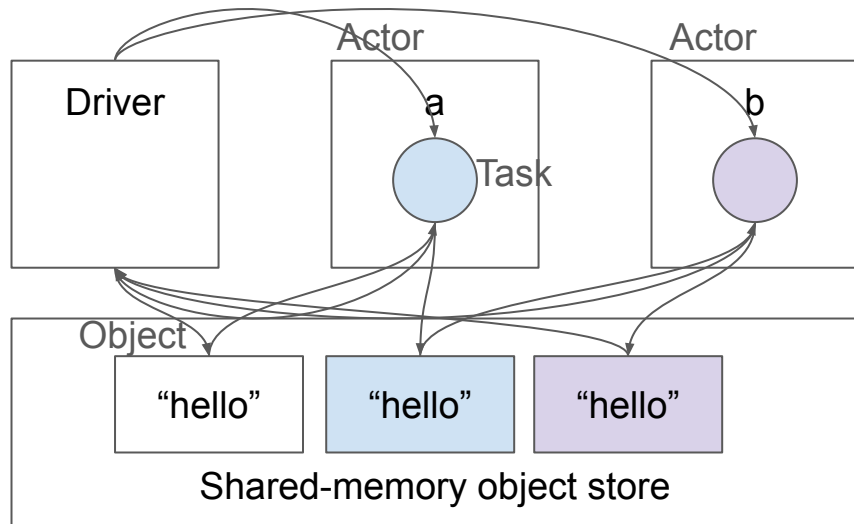 Actor
Actor
Driver
a
b
Task
Object
“hello”
“hello”
“hello”
Shared-memory object store